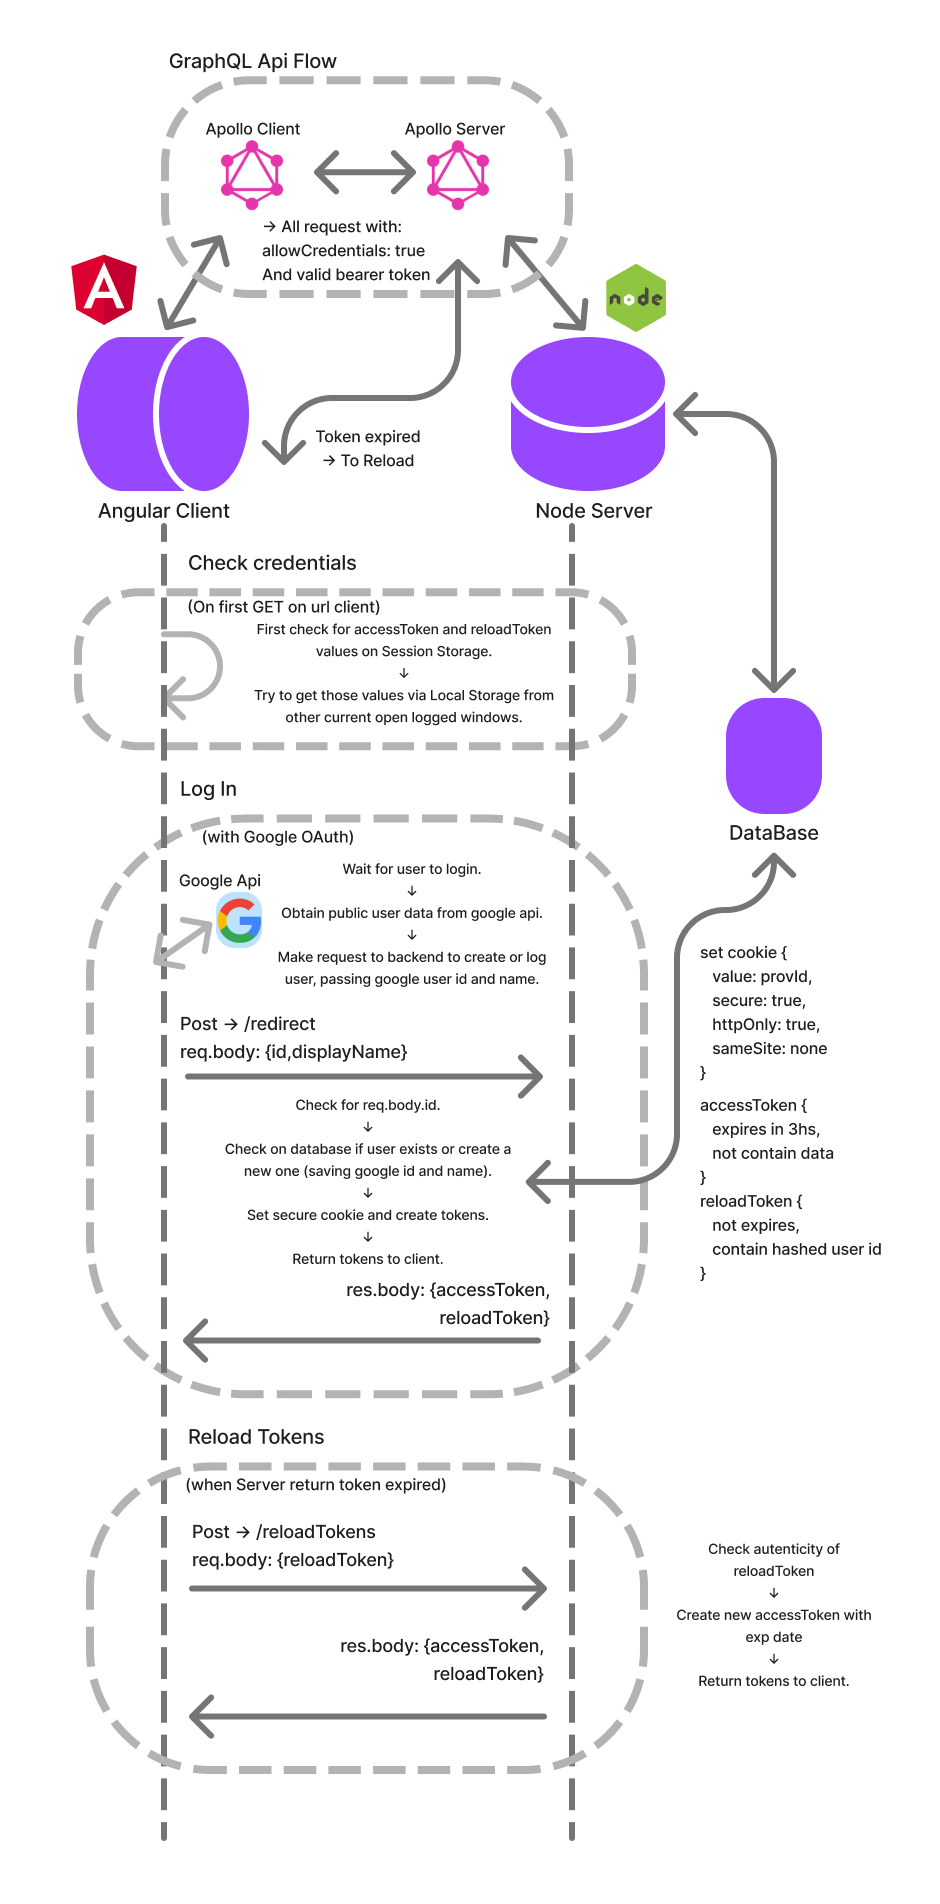 GraphQL Api Flow
Apollo Client
Apollo Server
→ All request with:
allowCredentials: true
And valid bearer token
node
Token expired
→ To Reload
Angular Client
Node Server
Check credentials
(On first GET on url client)
First check for accessToken and reloadToken
values on Session Storage.
↓
Try to get those values via Local Storage from
other current open logged windows.
Log In
(with Google OAuth)
DataBase
Google Api
Wait for user to login.
↓
Obtain public user data from google api.
↓
Make request to backend to create or log
user, passing google user id and name.
Post → /redirect
req.body: {id,displayName}
Check for req.body.id.
↓
Check on database if user exists or create a
new one (saving google id and name).
↓
Set secure cookie and create tokens.
↓
Return tokens to client.
res.body: {accessToken,
reloadToken}
set cookie {
value: provId,
secure: true,
httpOnly: true,
sameSite: none
}
accessToken {
expires in 3hs,
not contain data
}
reloadToken {
not expires,
contain hashed user id
}
Reload Tokens
(when Server return token expired)
Post → /reloadTokens
req.body: {reloadToken}
res.body: {accessToken,
reloadToken}
Check autenticity of
reloadToken
↓
Create new accessToken with
exp date
↓
Return tokens to client.